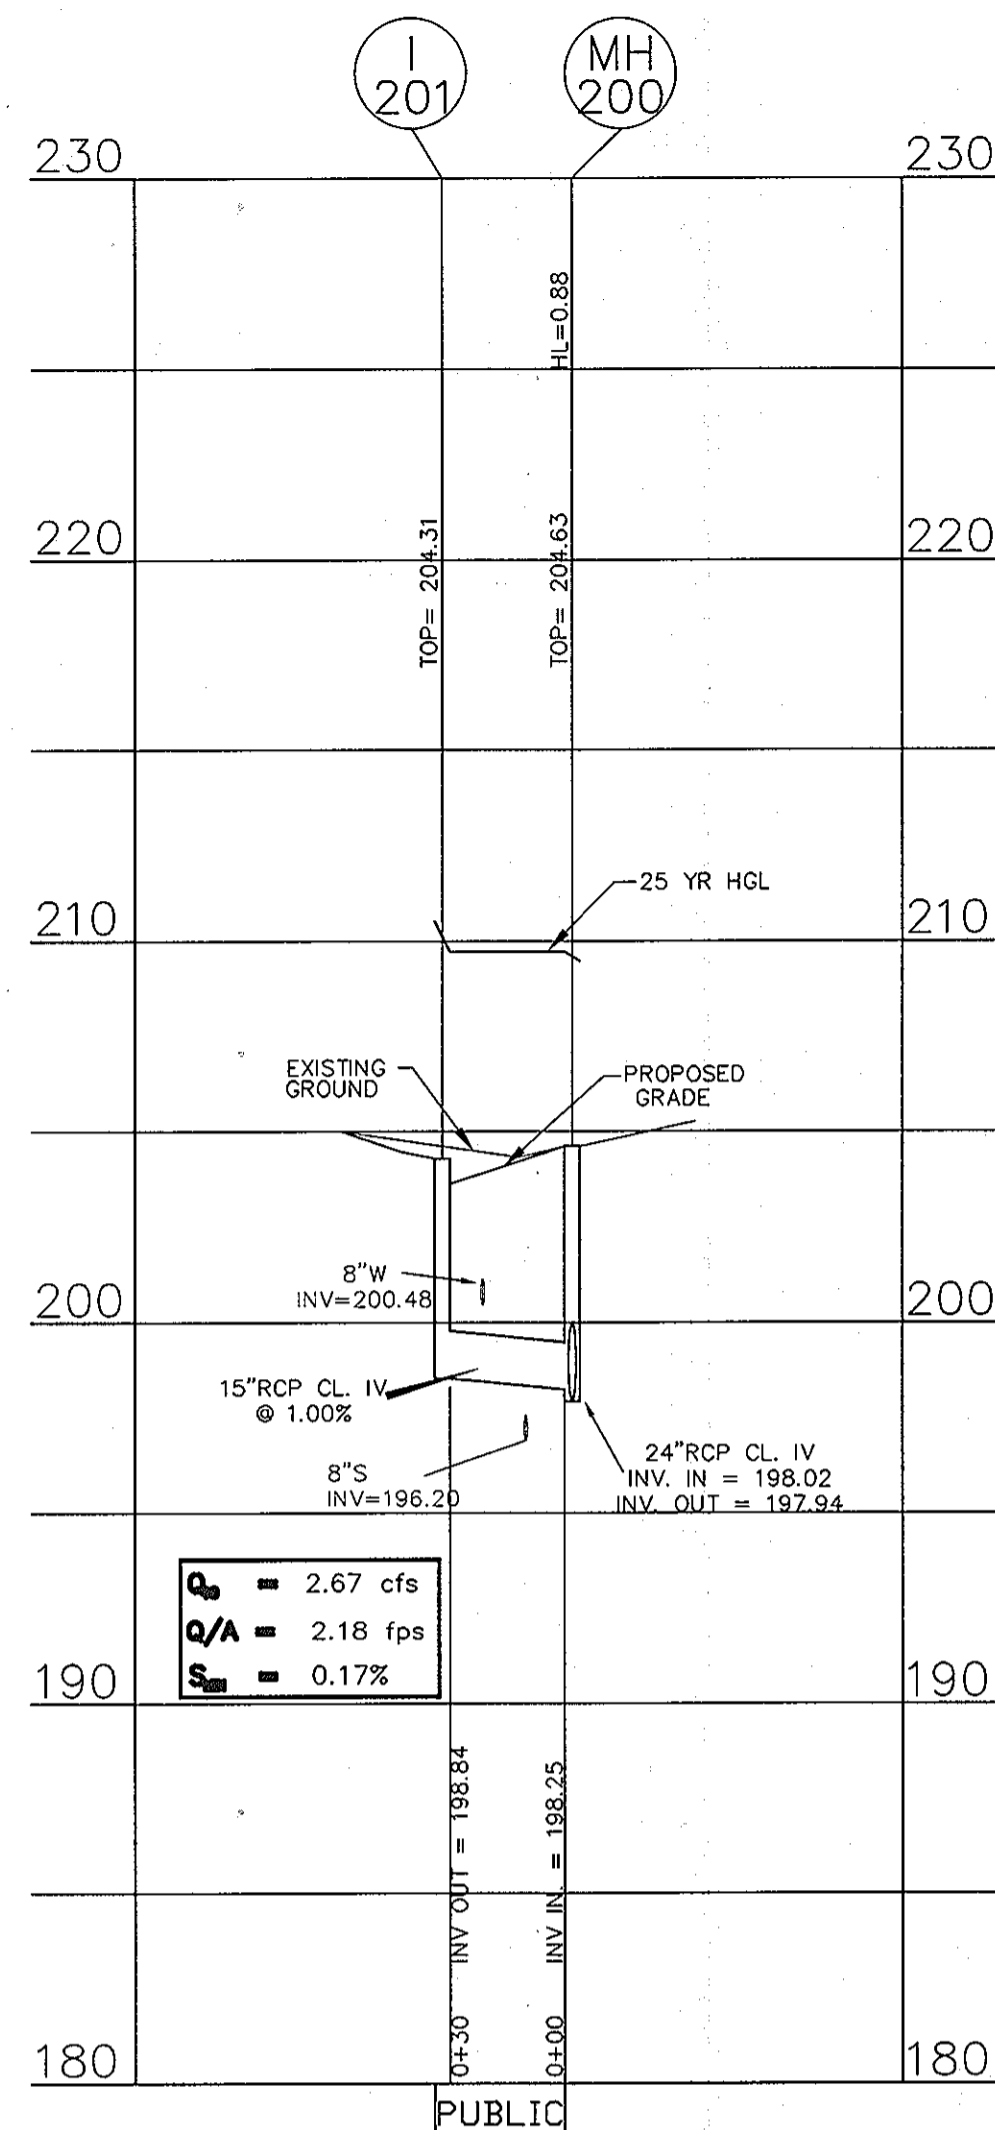 I
201
MH
200
230
230
HL=0.88
220
220
TOP= 204.31
TOP= 204.63
25 YR HGL
210
210
EXISTING
GROUND
PROPOSED
GRADE
8"W
INV=200.48
200
200
15"RCP CL. IV
@ 1.00%
8"S
INV=196.20
24"RCP CL. IV
INV. IN = 198.02
INV. OUT = 197.94
Q = 2.67 cfs
Q/A = 2.18 fps
S = 0.17%
190
190
0+30 INV OUT = 198.84
0+00 INV IN. = 198.25
180
180
PUBLIC